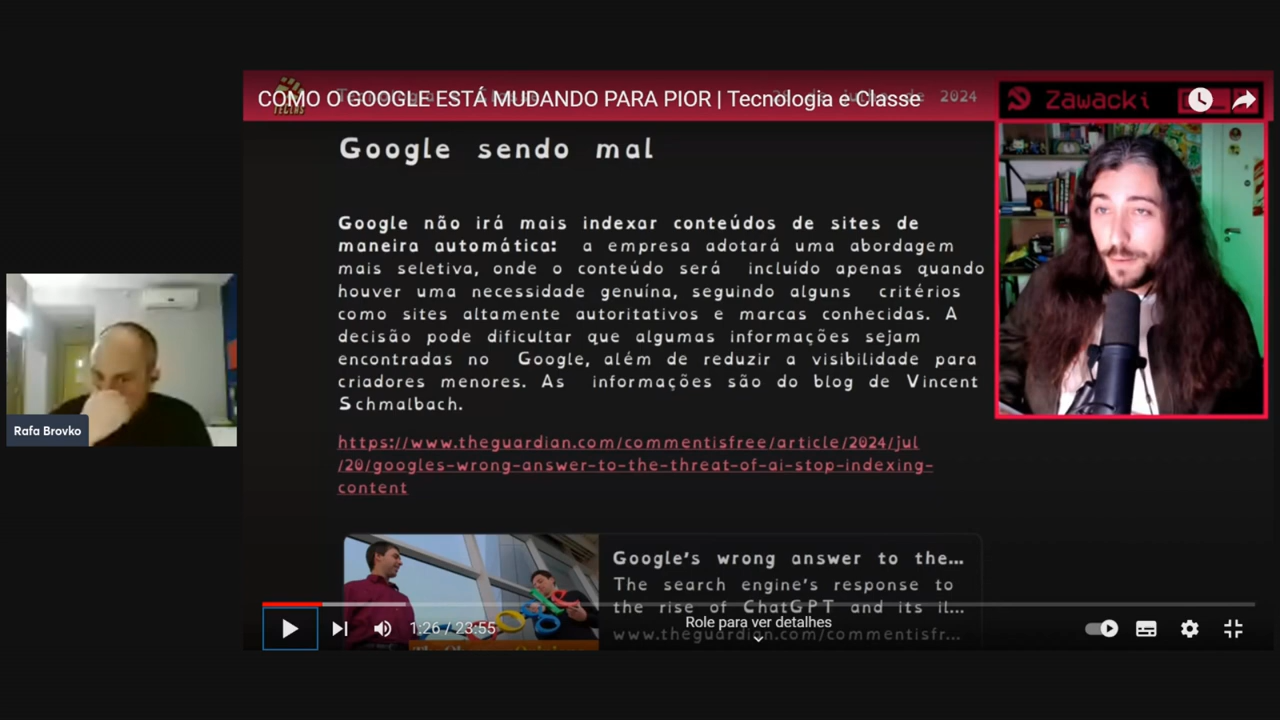 COMO O GOOGLE ESTÁ MUDANDO PARA PIOR | Tecnologia e Classe
de 2024
Zawacki
Google sendo mal
Google não irá mais indexar conteúdos de sites de
maneira automática: a empresa adotará uma abordagem
mais seletiva, onde o conteúdo será incluído apenas quando
houver uma necessidade genuína, seguindo alguns critérios
como sites altamente autoritativos e marcas conhecidas. A
decisão pode dificultar que algumas informações sejam
encontradas no Google, além de reduzir a visibilidade para
criadores menores. As informações são do blog de Vincent
Schmalbach.
https://www.theguardian.com/commentisfree/article/2024/jul
/20/googles-wrong-answer-to-the-threat-of-ai-stop-indexing-
content
Rafa Brovko
Google's wrong answer to the...
The search engine's response to
the rise of ChatGPT and its il...
www.theguardian.com/commentisfr...
1:26 / 23:55
Role para ver detalhes